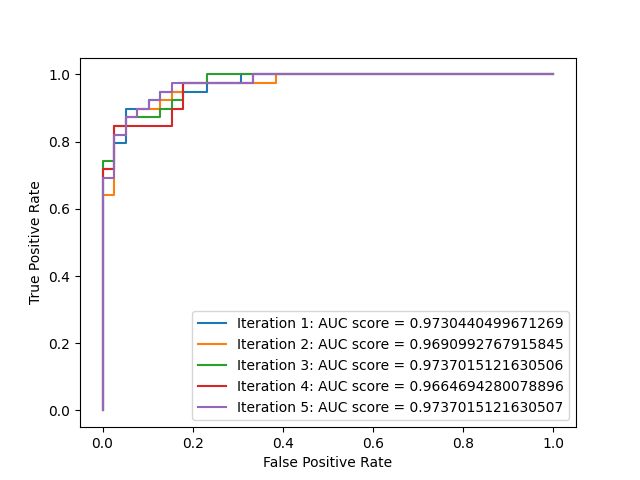 1.0
0.8
0.6
0.4
0.2
0.0
True Positive Rate
Iteration 1: AUC score = 0.9730440499671269
Iteration 2: AUC score = 0.9690992767915845
Iteration 3: AUC score = 0.9737015121630506
Iteration 4: AUC score = 0.9664694280078896
Iteration 5: AUC score = 0.9737015121630507
0.0 0.2 0.4 0.6 0.8 1.0
False Positive Rate